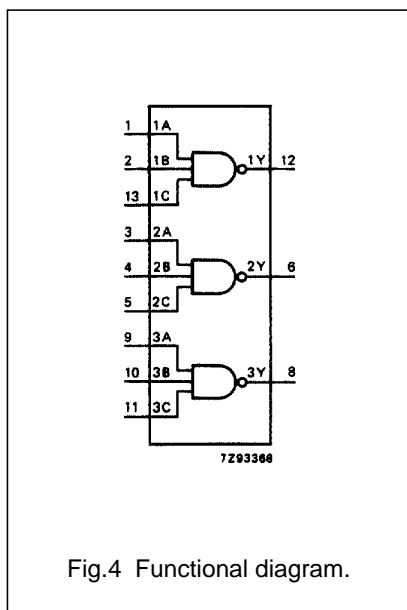 1 1A
2 1B 1Y 12
13 1C
3 2A
4 2B 2Y 6
5 2C
9 3A
10 3B 3Y 8
11 3C
7Z93368
Fig.4 Functional diagram.